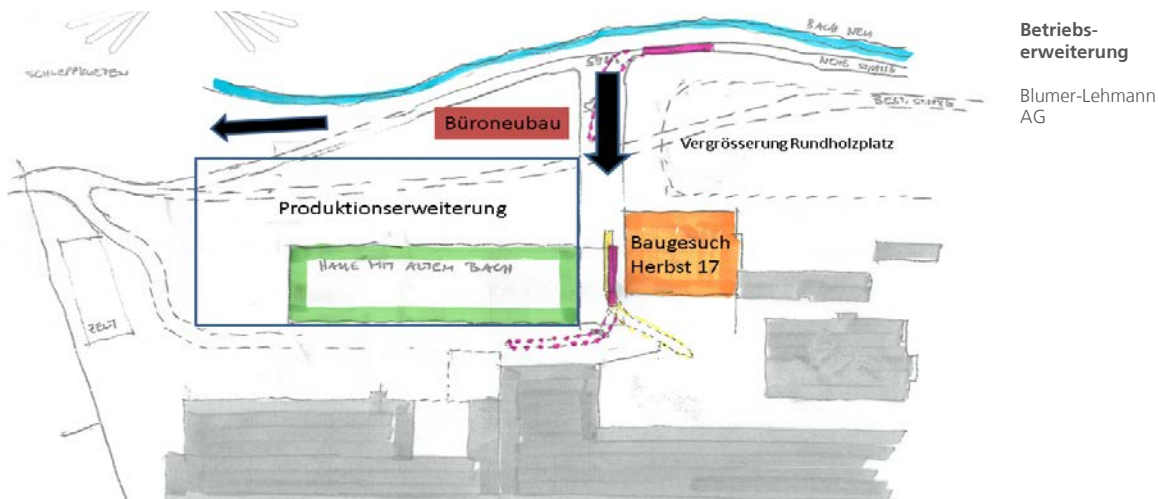 Betriebs-
erweiterung
Blumer-Lehmann
AG
BACH NEU
NEUE STRASSE
SCHLEPPKURVEN
BEST. STRASSE
Büroneubau
Vergrösserung Rundholzplatz
Produktionserweiterung
HALLE MIT ALTEM BACH
Baugesuch
Herbst 17
ZELT